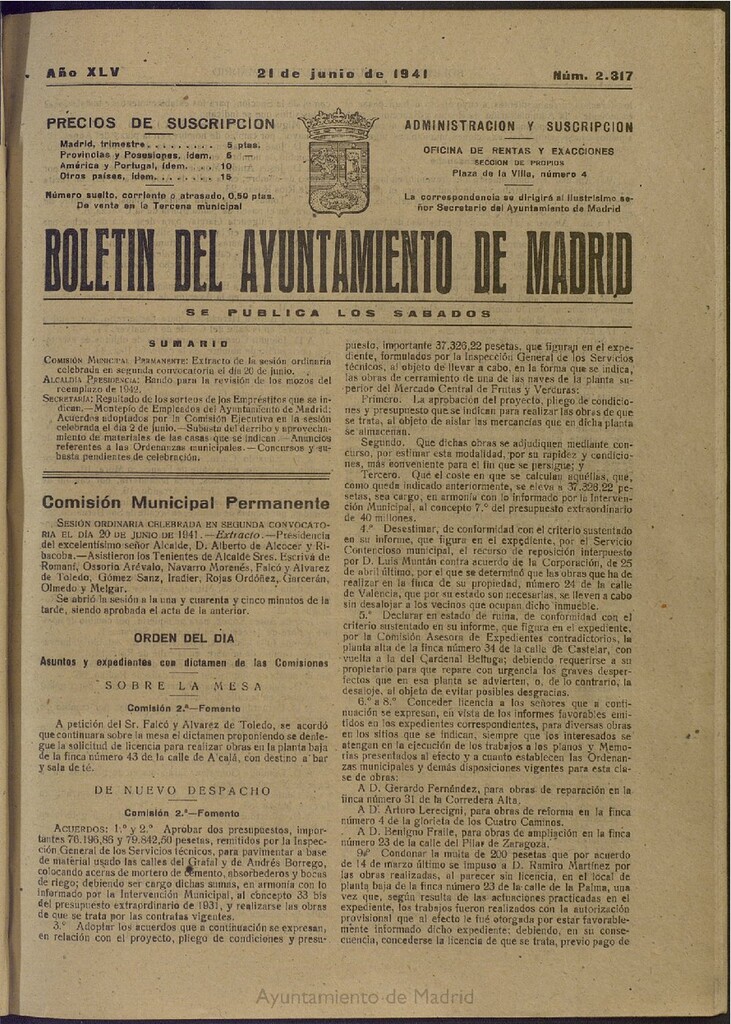 Año XLV
21 de junio de 1941
Núm. 2.317
PRECIOS DE SUSCRIPCION
Madrid, trimestre......... 5 ptas.
Provincias y Posesiones, ídem. 6 —
América y Portugal, ídem.... 10 —
Otros países, ídem......... 15 —
Número suelto, corriente o atrasado, 0,50 ptas.
De venta en la Tercena municipal
ADMINISTRACION Y SUSCRIPCION
OFICINA DE RENTAS Y EXACCIONES
SECCION DE PROPIOS
Plaza de la Villa, número 4
La correspondencia se dirigirá al Ilustrísimo se-
ñor Secretario del Ayuntamiento de Madrid
BOLETIN DEL AYUNTAMIENTO DE MADRID
SE PUBLICA LOS SABADOS
SUMARIO
COMISIÓN MUNICIPAL PERMANENTE: Extracto de la sesión ordinaria
celebrada en segunda convocatoria el día 20 de junio.
ALCALDÍA PRESIDENCIA: Bando para la revisión de los mozos del
reemplazo de 1942.
SECRETARÍA: Resultado de los sorteos de los Empréstitos que se in-
dican.—Montepío de Empleados del Ayuntamiento de Madrid:
Acuerdos adoptados por la Comisión Ejecutiva en la sesión
celebrada el día 2 de junio.—Subasta del derribo y aprovecha-
miento de materiales de las casas que se indican.—Anuncios
referentes a las Ordenanzas municipales.—Concursos y su-
basta pendientes de celebración.
Comisión Municipal Permanente
SESIÓN ORDINARIA CELEBRADA EN SEGUNDA CONVOCATO-
RIA EL DÍA 20 DE JUNIO DE 1941.—Extracto.—Presidencia
del excelentísimo señor Alcalde, D. Alberto de Alcocer y Ri-
bacoba.—Asistieron los Tenientes de Alcalde Sres. Escrivá de
Romaní, Ossorio Arévalo, Navarro Morenés, Falcó y Alvarez
de Toledo, Gómez Sanz, Iradier, Rojas Ordóñez, Garcerán,
Olmedo y Melgar.
Se abrió la sesión a la una y cuarenta y cinco minutos de la
tarde, siendo aprobada el acta de la anterior.
ORDEN DEL DIA
Asuntos y expedientes con dictamen de las Comisiones
SOBRE LA MESA
Comisión 2.ª—Fomento
A petición del Sr. Falcó y Alvarez de Toledo, se acordó
que continuara sobre la mesa el dictamen proponiendo se denie-
gue la solicitud de licencia para realizar obras en la planta baja
de la finca número 43 de la calle de Alcalá, con destino a bar
y sala de té.
DE NUEVO DESPACHO
Comisión 2.ª—Fomento
ACUERDOS: 1.º y 2.º Aprobar dos presupuestos, impor-
tantes 76.196,86 y 79.842,50 pesetas, remitidos por la Inspec-
ción General de los Servicios técnicos, para pavimentar a base
de material usado las calles del Grafal y de Andrés Borrego,
colocando aceras de mortero de cemento, absorbederos y bocas
de riego; debiendo ser cargo dichas sumas, en armonía con lo
informado por la Intervención Municipal, al concepto 33 bis
del presupuesto extraordinario de 1931, y realizarse las obras
de que se trata por las contratas vigentes.
3.º Adoptar los acuerdos que a continuación se expresan,
en relación con el proyecto, pliego de condiciones y presu-
puesto, importante 37.326,22 pesetas, que figuran en el expe-
diente, formulados por la Inspección General de los Servicios
técnicos, al objeto de llevar a cabo, en la forma que se indica,
las obras de cerramiento de una de las naves de la planta su-
perior del Mercado Central de Frutas y Verduras:
Primero. La aprobación del proyecto, pliego de condicio-
nes y presupuesto que se indican para realizar las obras de que
se trata, al objeto de aislar las mercancías que en dicha planta
se almacenan.
Segundo. Que dichas obras se adjudiquen mediante con-
curso, por estimar esta modalidad, por su rapidez y condicio-
nes, más conveniente para el fin que se persigue; y
Tercero. Que el coste en que se calculan aquéllas, que,
como queda indicado anteriormente, se eleva a 37.326,22 pe-
setas, sea cargo, en armonía con lo informado por la Interven-
ción Municipal, al concepto 7.º del presupuesto extraordinario
de 40 millones.
4.º Desestimar, de conformidad con el criterio sustentado
en su informe, que figura en el expediente, por el Servicio
Contencioso municipal, el recurso de reposición interpuesto
por D. Luis Muntán contra acuerdo de la Corporación, de 25
de abril último, por el que se determinó que las obras que ha de
realizar en la finca de su propiedad, número 24 de la calle
de Valencia, que por su estado son necesarias, se lleven a cabo
sin desalojar a los vecinos que ocupan dicho inmueble.
5.º Declarar en estado de ruina, de conformidad con el
criterio sustentado en su informe, que figura en el expediente,
por la Comisión Asesora de Expedientes contradictorios, la
planta alta de la finca número 34 de la calle de Castelar, con
vuelta a la del Cardenal Belluga; debiendo requerirse a su
propietario para que repare con urgencia los graves desper-
fectos que en esa planta se advierten, o, de lo contrario, la
desaloje, al objeto de evitar posibles desgracias.
6.º a 8.º Conceder licencia a los señores que a conti-
nuación se expresan, en vista de los informes favorables emi-
tidos en los expedientes correspondientes, para diversas obras
en los sitios que se indican, siempre que los interesados se
atengan en la ejecución de los trabajos a los planos y Memo-
rias presentados al efecto y a cuanto establecen las Ordenan-
zas municipales y demás disposiciones vigentes para esta cla-
se de obras:
A D. Gerardo Fernández, para obras de reparación en la
finca número 31 de la Corredera Alta.
A D. Arturo Lerecigni, para obras de reforma en la finca
número 4 de la glorieta de los Cuatro Caminos.
A D. Benigno Fraile, para obras de ampliación en la finca
número 23 de la calle del Pilar de Zaragoza.
9.º Condonar la multa de 200 pesetas que por acuerdo
de 14 de marzo último se impuso a D. Ramiro Martínez por
las obras realizadas, al parecer sin licencia, en el local de
planta baja de la finca número 23 de la calle de la Palma, una
vez que, según resulta de las actuaciones practicadas en el
expediente, los trabajos fueron realizados con la autorización
provisional que al efecto le fué otorgada por estar favorable-
mente informado dicho expediente; debiendo, en su conse-
cuencia, concederse la licencia de que se trata, previo pago de
Ayuntamiento de Madrid